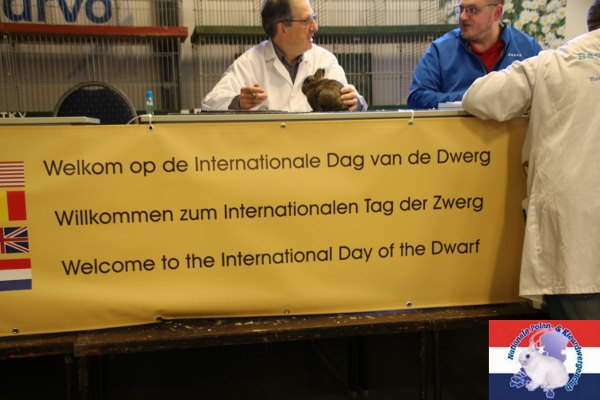 urvo
Welkom op de Internationale Dag van de Dwerg
Willkommen zum Internationalen Tag der Zwerg
Welcome to the International Day of the Dwarf